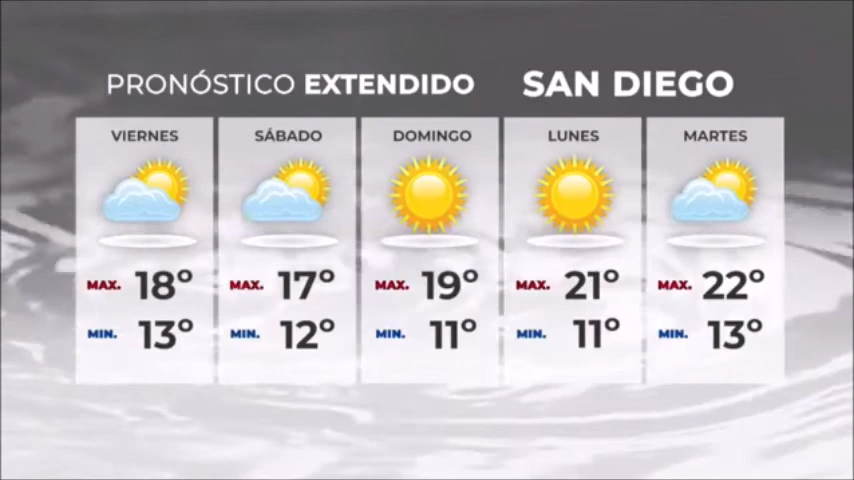 PRONÓSTICO EXTENDIDO SAN DIEGO
VIERNES SÁBADO DOMINGO LUNES MARTES
MAX. 18° MAX. 17° MAX. 19° MAX. 21° MAX. 22°
MIN. 13° MIN. 12° MIN. 11° MIN. 11° MIN. 13°